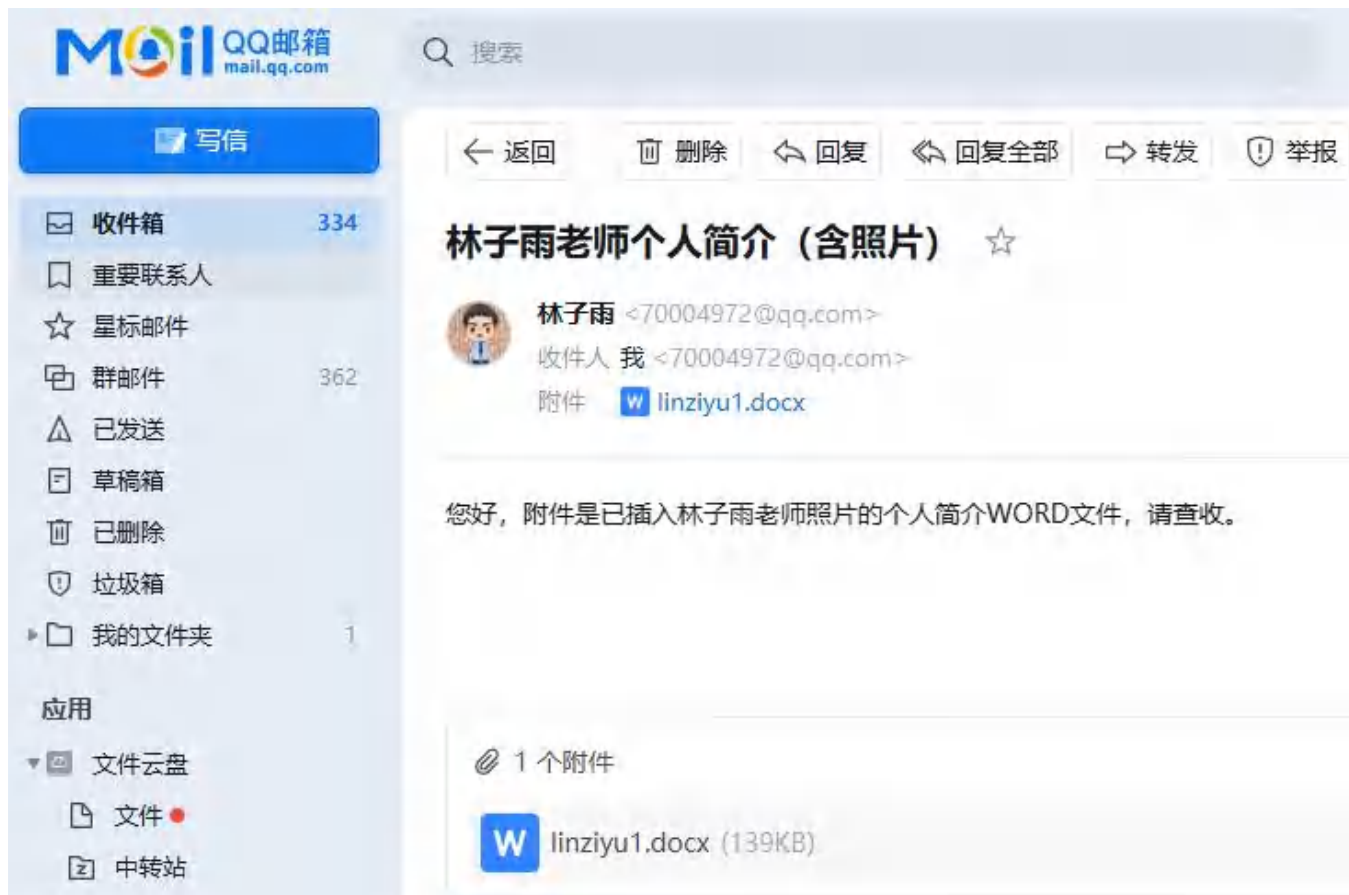 Mail QQ邮箱
mail.qq.com
搜索
写信
返回 删除 回复 回复全部 转发 举报
收件箱 334
重要联系人
星标邮件
群邮件 362
已发送
草稿箱
已删除
垃圾箱
我的文件夹 1
应用
文件云盘
文件
中转站
林子雨老师个人简介（含照片）
林子雨 <70004972@qq.com>
收件人 我 <70004972@qq.com>
附件 W linziyu1.docx
您好，附件是已插入林子雨老师照片的个人简介WORD文件，请查收。
1 个附件
W linziyu1.docx (139KB)